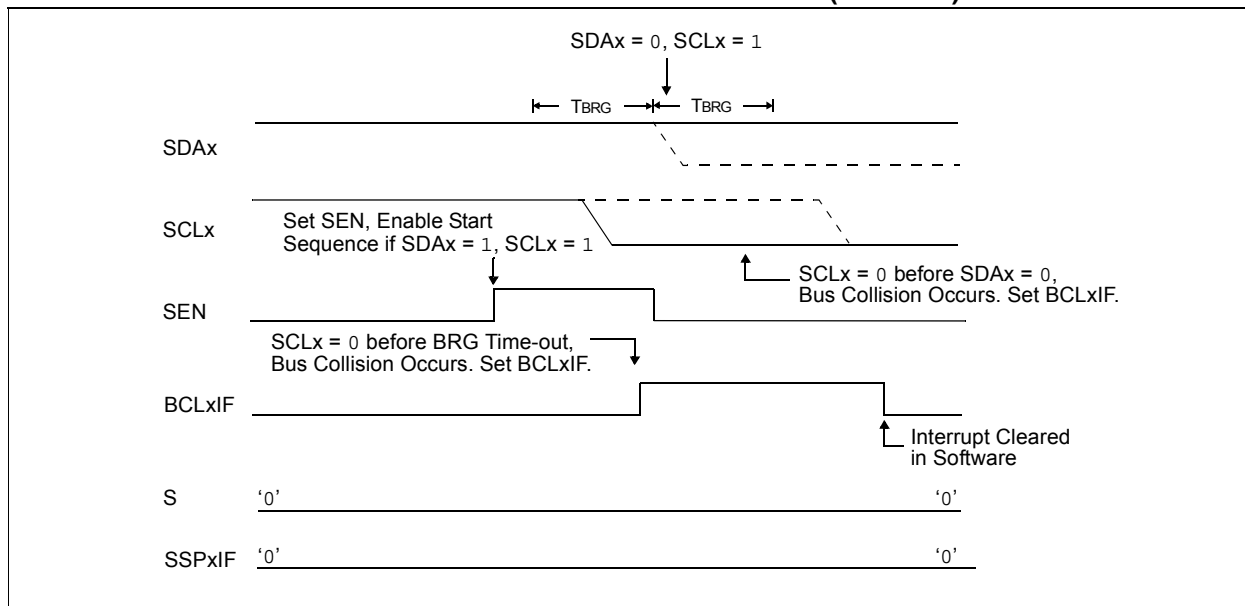 SDAx = 0, SCLx = 1
TBRG TBRG
SDAx
SCLx
Set SEN, Enable Start
Sequence if SDAx = 1, SCLx = 1
SCLx = 0 before SDAx = 0,
Bus Collision Occurs. Set BCLxIF.
SEN
SCLx = 0 before BRG Time-out,
Bus Collision Occurs. Set BCLxIF.
BCLxIF
Interrupt Cleared
in Software
S ‘0’ ‘0’
SSPxIF ‘0’ ‘0’